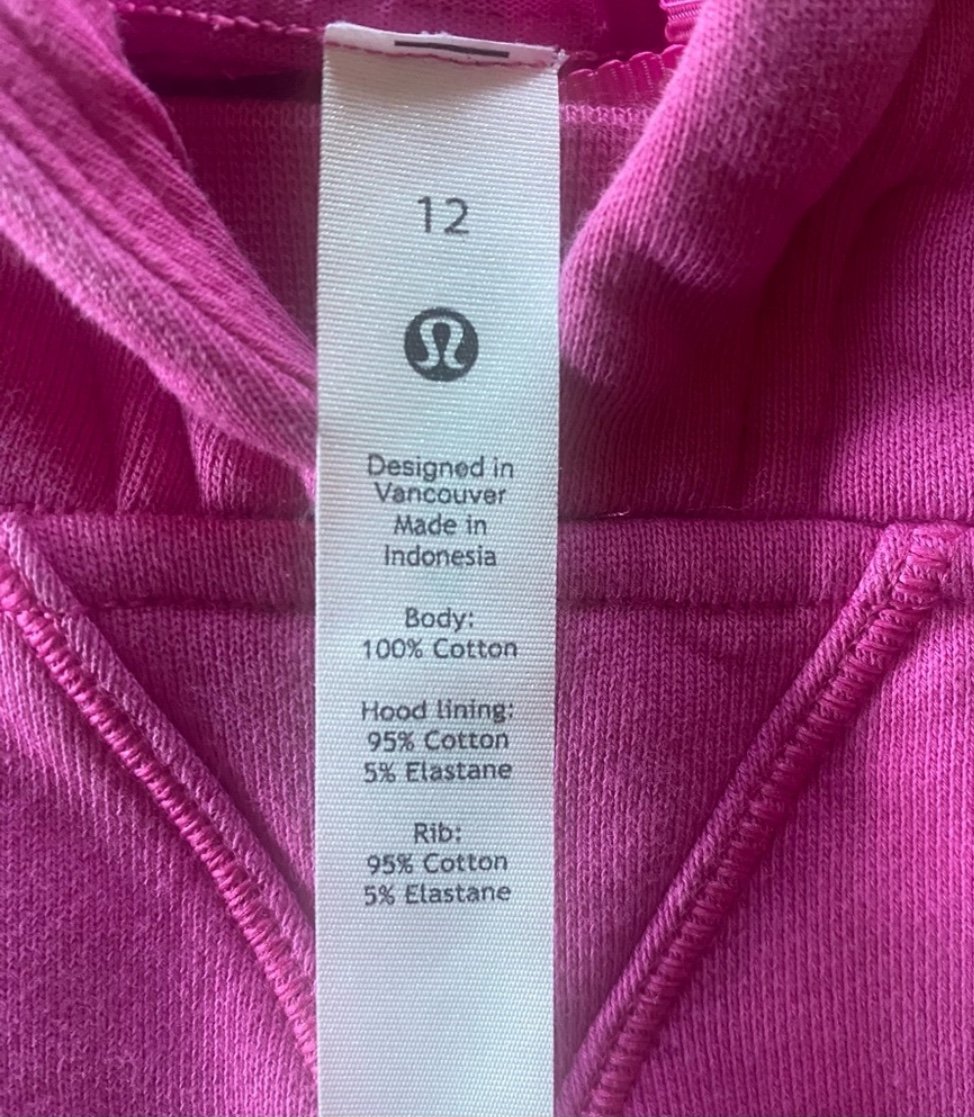 12
Designed in
Vancouver
Made in
Indonesia
Body:
100% Cotton
Hood lining:
95% Cotton
5% Elastane
Rib:
95% Cotton
5% Elastane